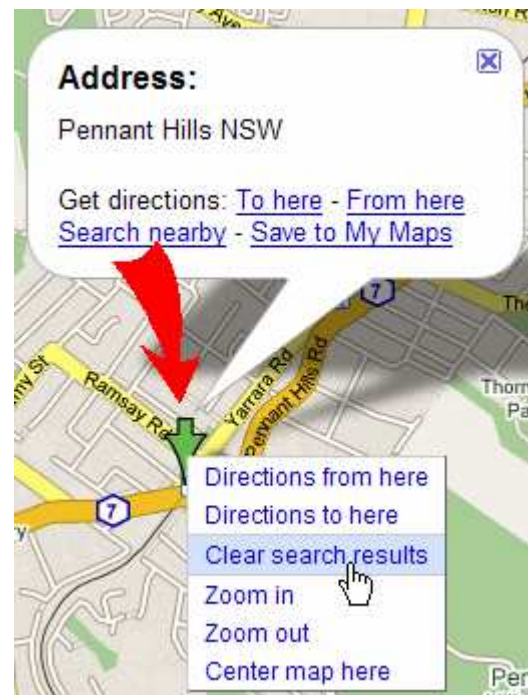 Address:
Pennant Hills NSW
Get directions: To here - From here
Search nearby - Save to My Maps
7
Ramsay Rd
Yarrara Rd
Pennant Hills Rd
7
Directions from here
Directions to here
Clear search results
Zoom in
Zoom out
Center map here